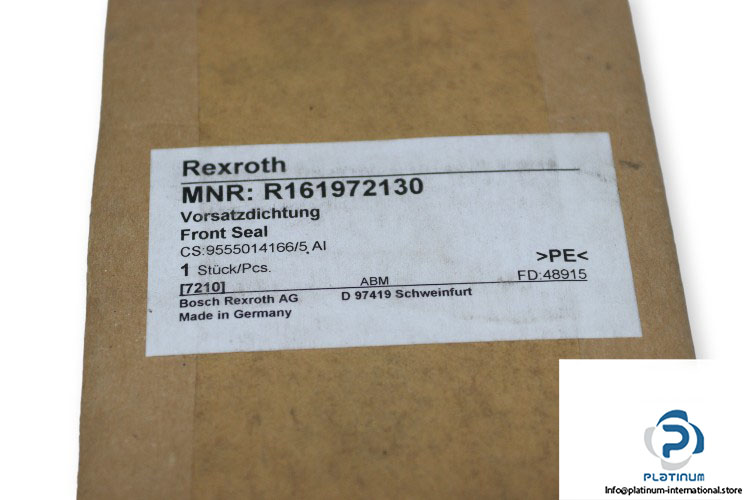 Rexroth
MNR: R161972130
Vorsatzdichtung
Front Seal
CS:9555014166/5 AI
1 Stück/Pcs.
>PE<
[7210]
ABM
FD:48915
Bosch Rexroth AG
D 97419 Schweinfurt
Made in Germany
PLATINUM
Info@platinum-international.store